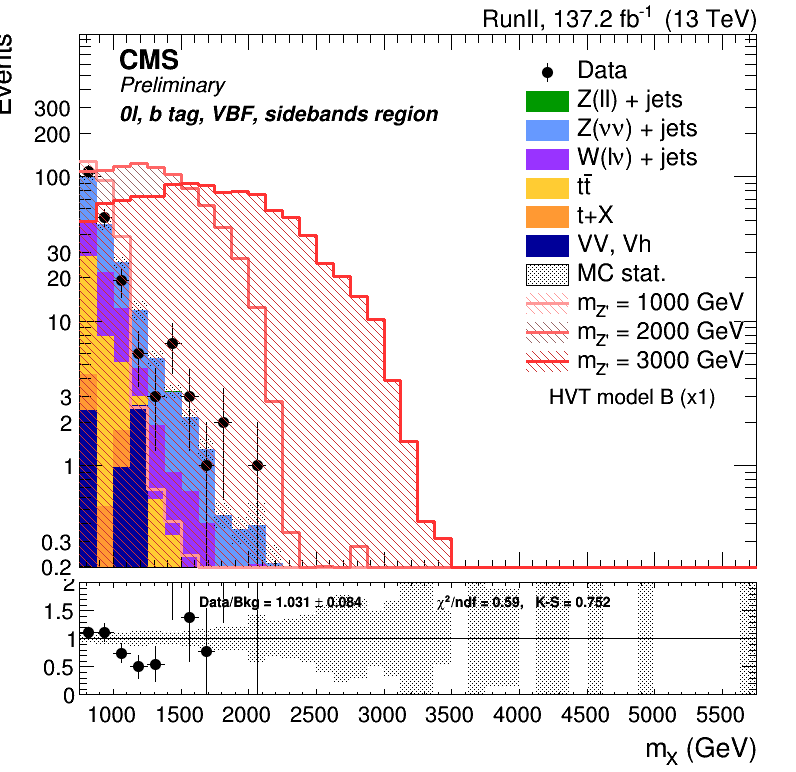 RunII, 137.2 fb⁻¹ (13 TeV)
Events
CMS
Preliminary
0l, b tag, VBF, sidebands region
Data
Z(ll) + jets
Z(νν) + jets
W(lν) + jets
tt̄
t+X
VV, Vh
MC stat.
m_Z' = 1000 GeV
m_Z' = 2000 GeV
m_Z' = 3000 GeV
HVT model B (x1)
300
200
100
30
20
10
3
2
1
0.3
0.2
Data/Bkg = 1.031 ± 0.084
χ²/ndf = 0.59, K-S = 0.752
2
1.5
1
0.5
0
1000 1500 2000 2500 3000 3500 4000 4500 5000 5500
m_X (GeV)